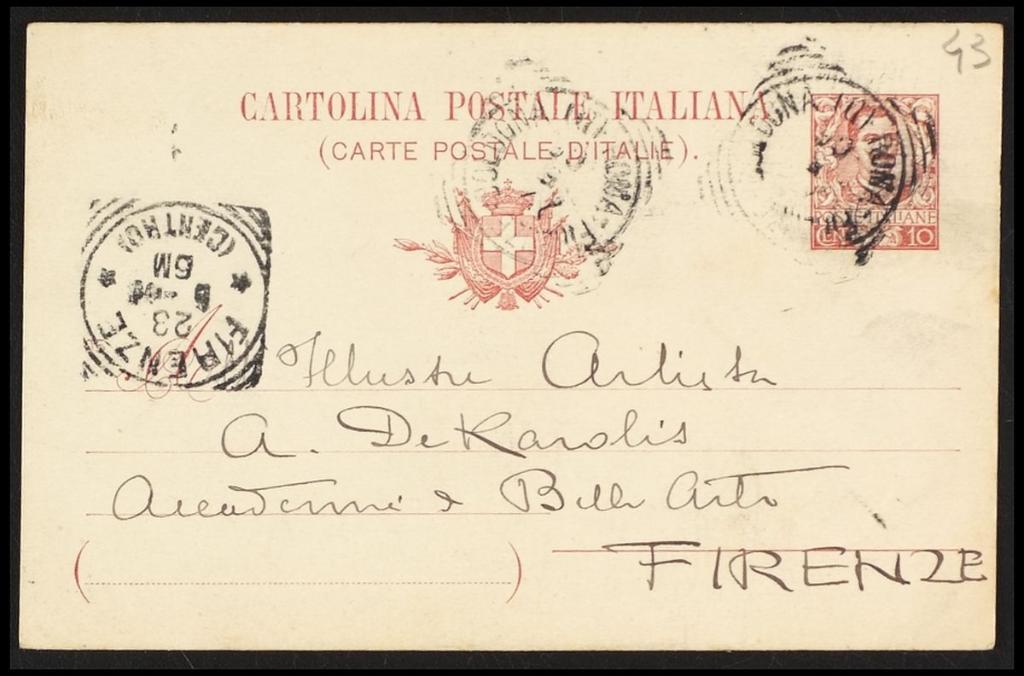 43
CARTOLINA POSTALE ITALIANA
(CARTE POSTALE D'ITALIE).
POSTE ITALIANE
10
FIRENZE
(CENTRO)
23
6M
A
Illustre Artista
A. De Karolis
Accademia di Belle Arti
FIRENZE